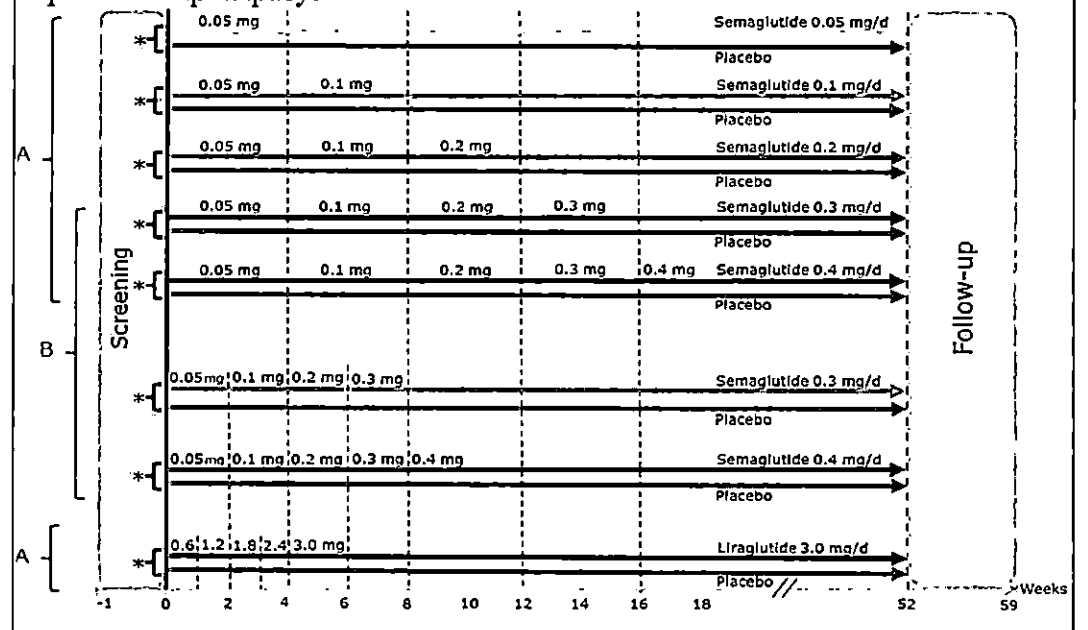 0.05 mg Semaglutide 0.05 mg/d
* Placebo
0.05 mg 0.1 mg Semaglutide 0.1 mg/d
* Placebo
A 0.05 mg 0.1 mg 0.2 mg Semaglutide 0.2 mg/d
* Placebo
0.05 mg 0.1 mg 0.2 mg 0.3 mg Semaglutide 0.3 mg/d
* Placebo
Screening
Follow-up
0.05 mg 0.1 mg 0.2 mg 0.3 mg 0.4 mg Semaglutide 0.4 mg/d
* Placebo
B
0.05mg 0.1 mg 0.2 mg 0.3 mg Semaglutide 0.3 mg/d
* Placebo
0.05mg 0.1 mg 0.2 mg 0.3 mg 0.4 mg Semaglutide 0.4 mg/d
* Placebo
A 0.6 1.2 1.8 2.4 3.0 mg Liraglutide 3.0 mg/d
* Placebo
-1 0 2 4 6 8 10 12 14 16 18 // 52 59 Weeks